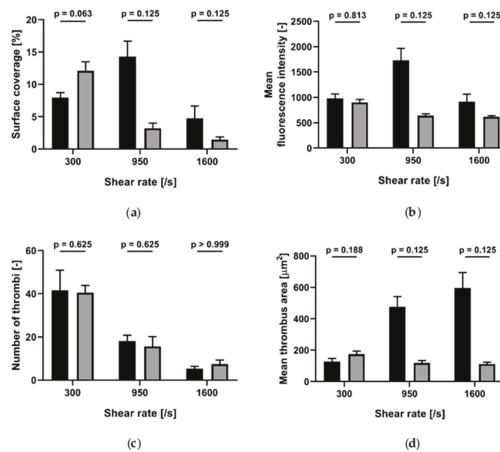 p = 0.063 p = 0.125 p = 0.125
Surface coverage [%]
20
15
10
5
0
300 950 1600
Shear rate [/s]
(a)
p = 0.813 p = 0.125 p = 0.125
Mean
fluorescence intensity [-]
2500
2000
1500
1000
500
0
300 950 1600
Shear rate [/s]
(b)
p = 0.625 p = 0.625 p > 0.999
Number of thrombi [-]
60
40
20
0
300 950 1600
Shear rate [/s]
(c)
p = 0.188 p = 0.125 p = 0.125
Mean thrombus area [µm²]
800
600
400
200
0
300 950 1600
Shear rate [/s]
(d)